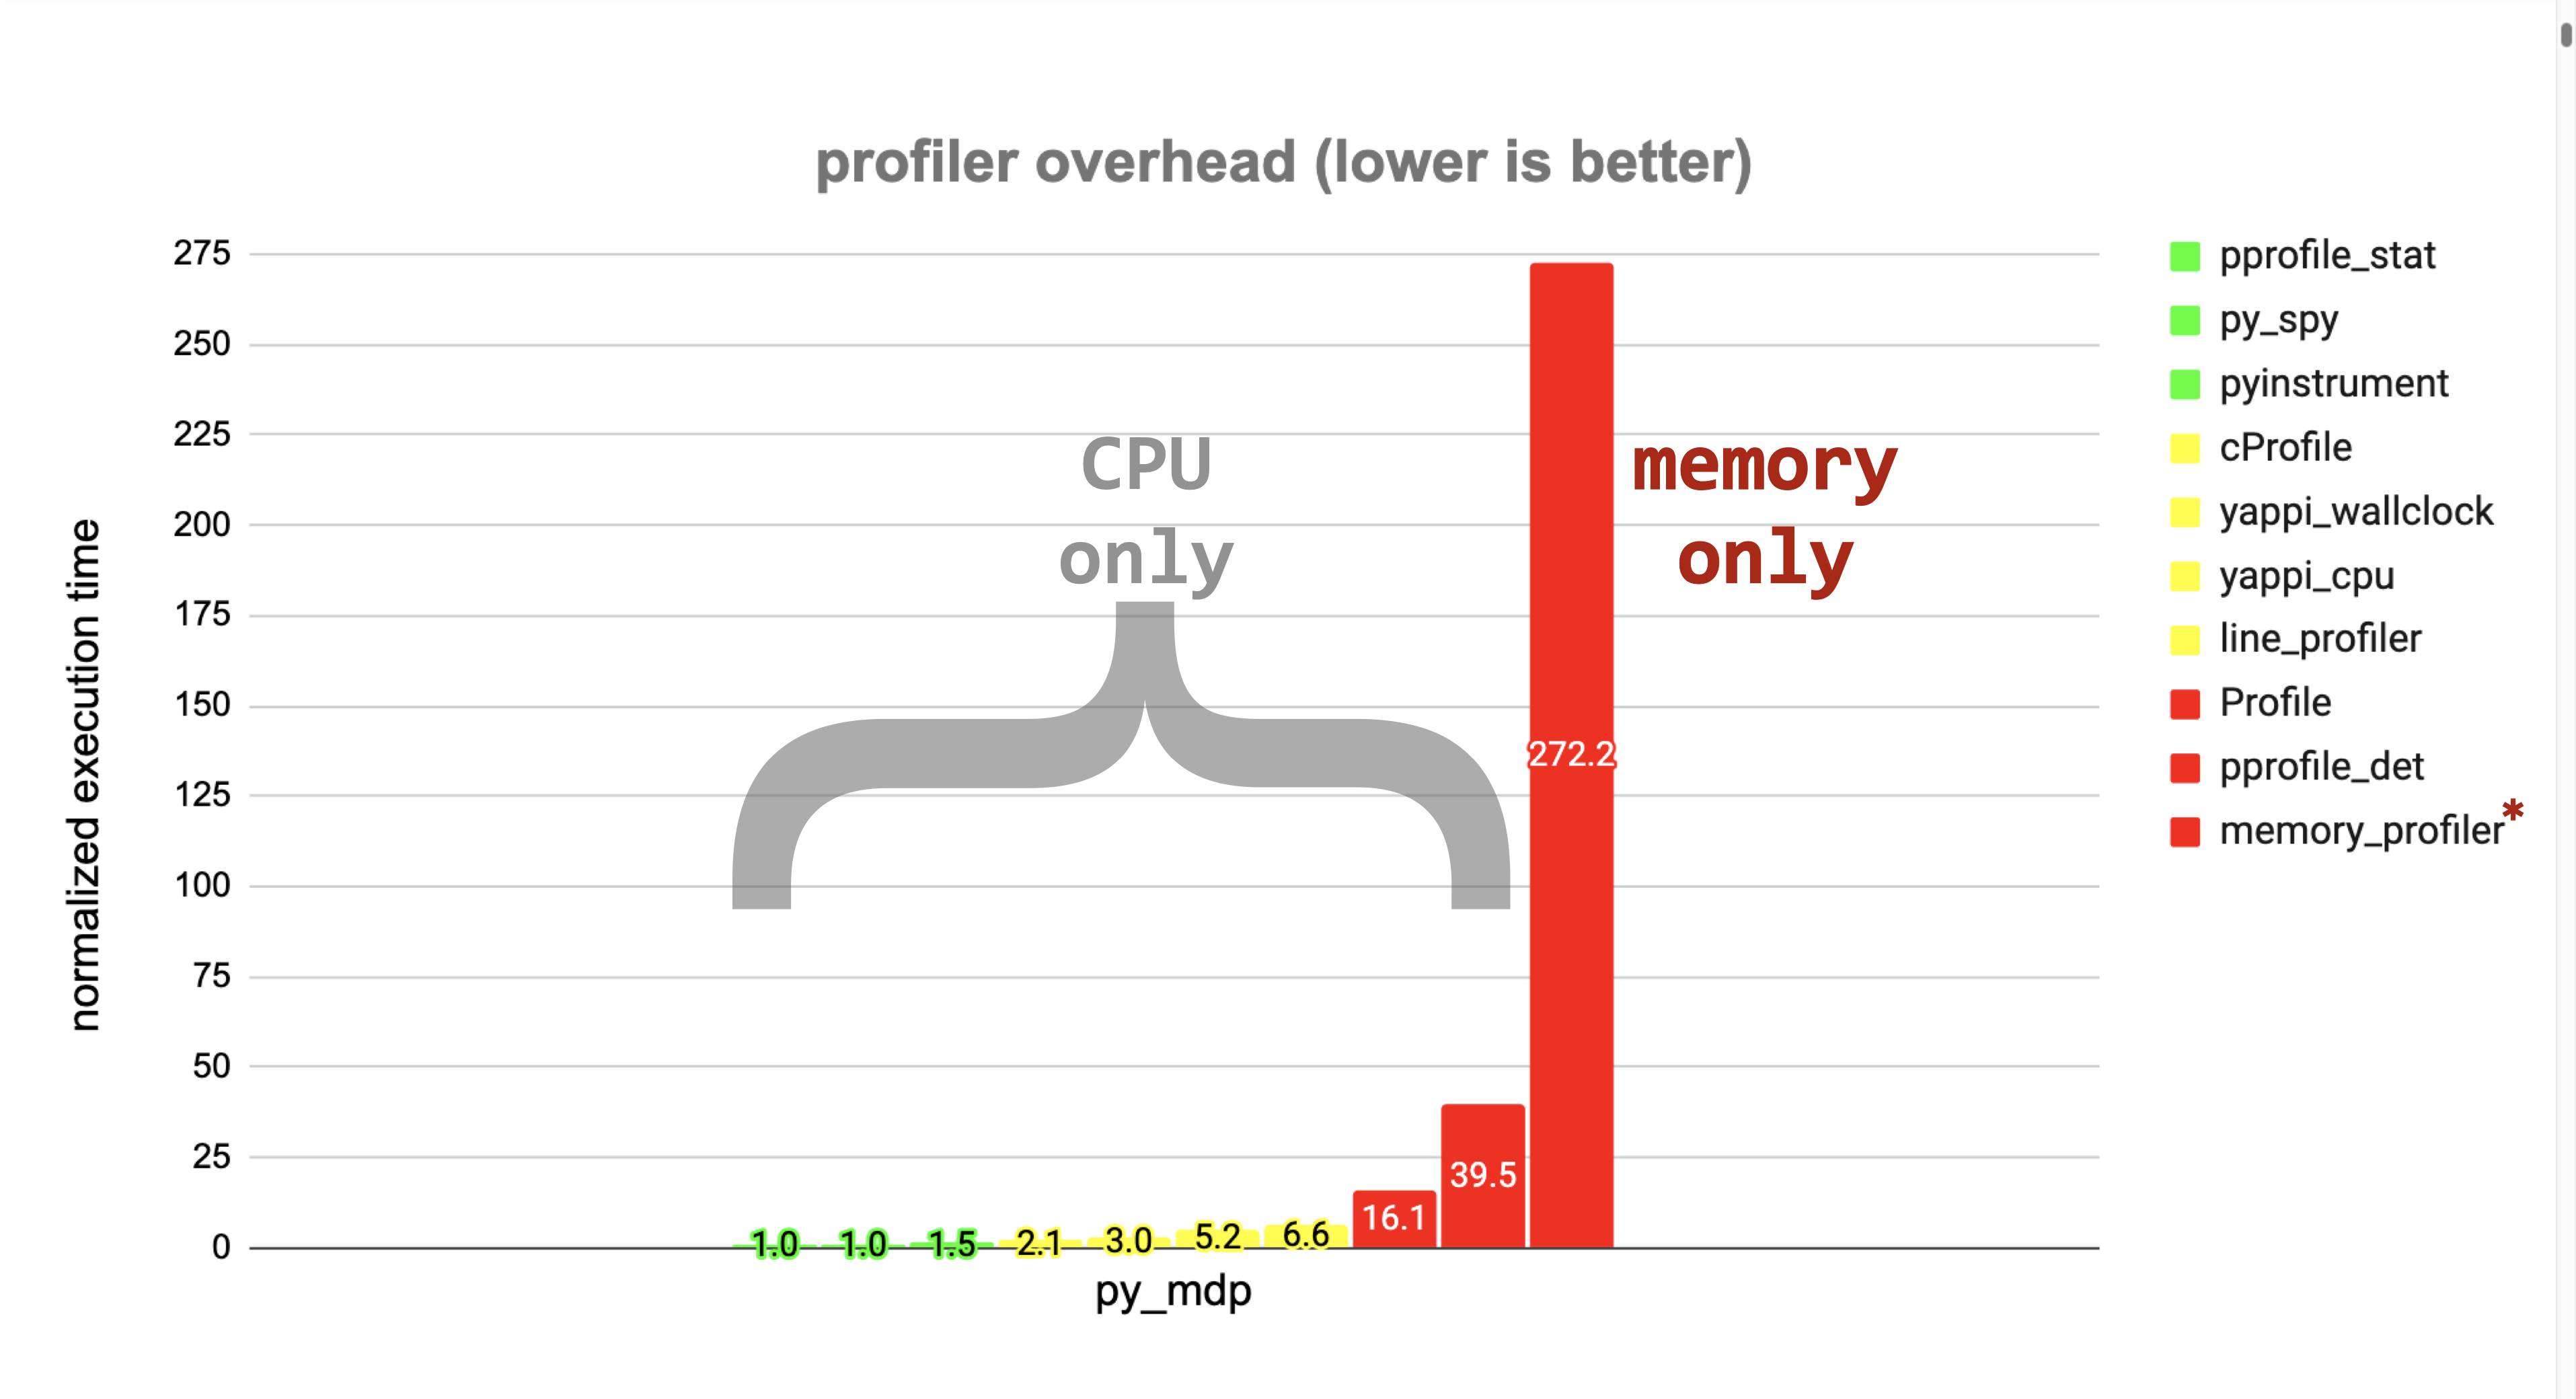 profiler overhead (lower is better)
normalized execution time
275
250
225
200
175
150
125
100
75
50
25
0
CPU
only
memory
only
1.0
1.0
1.5
2.1
3.0
5.2
6.6
16.1
39.5
272.2
py_mdp
pprofile_stat
py_spy
pyinstrument
cProfile
yappi_wallclock
yappi_cpu
line_profiler
Profile
pprofile_det
memory_profiler*